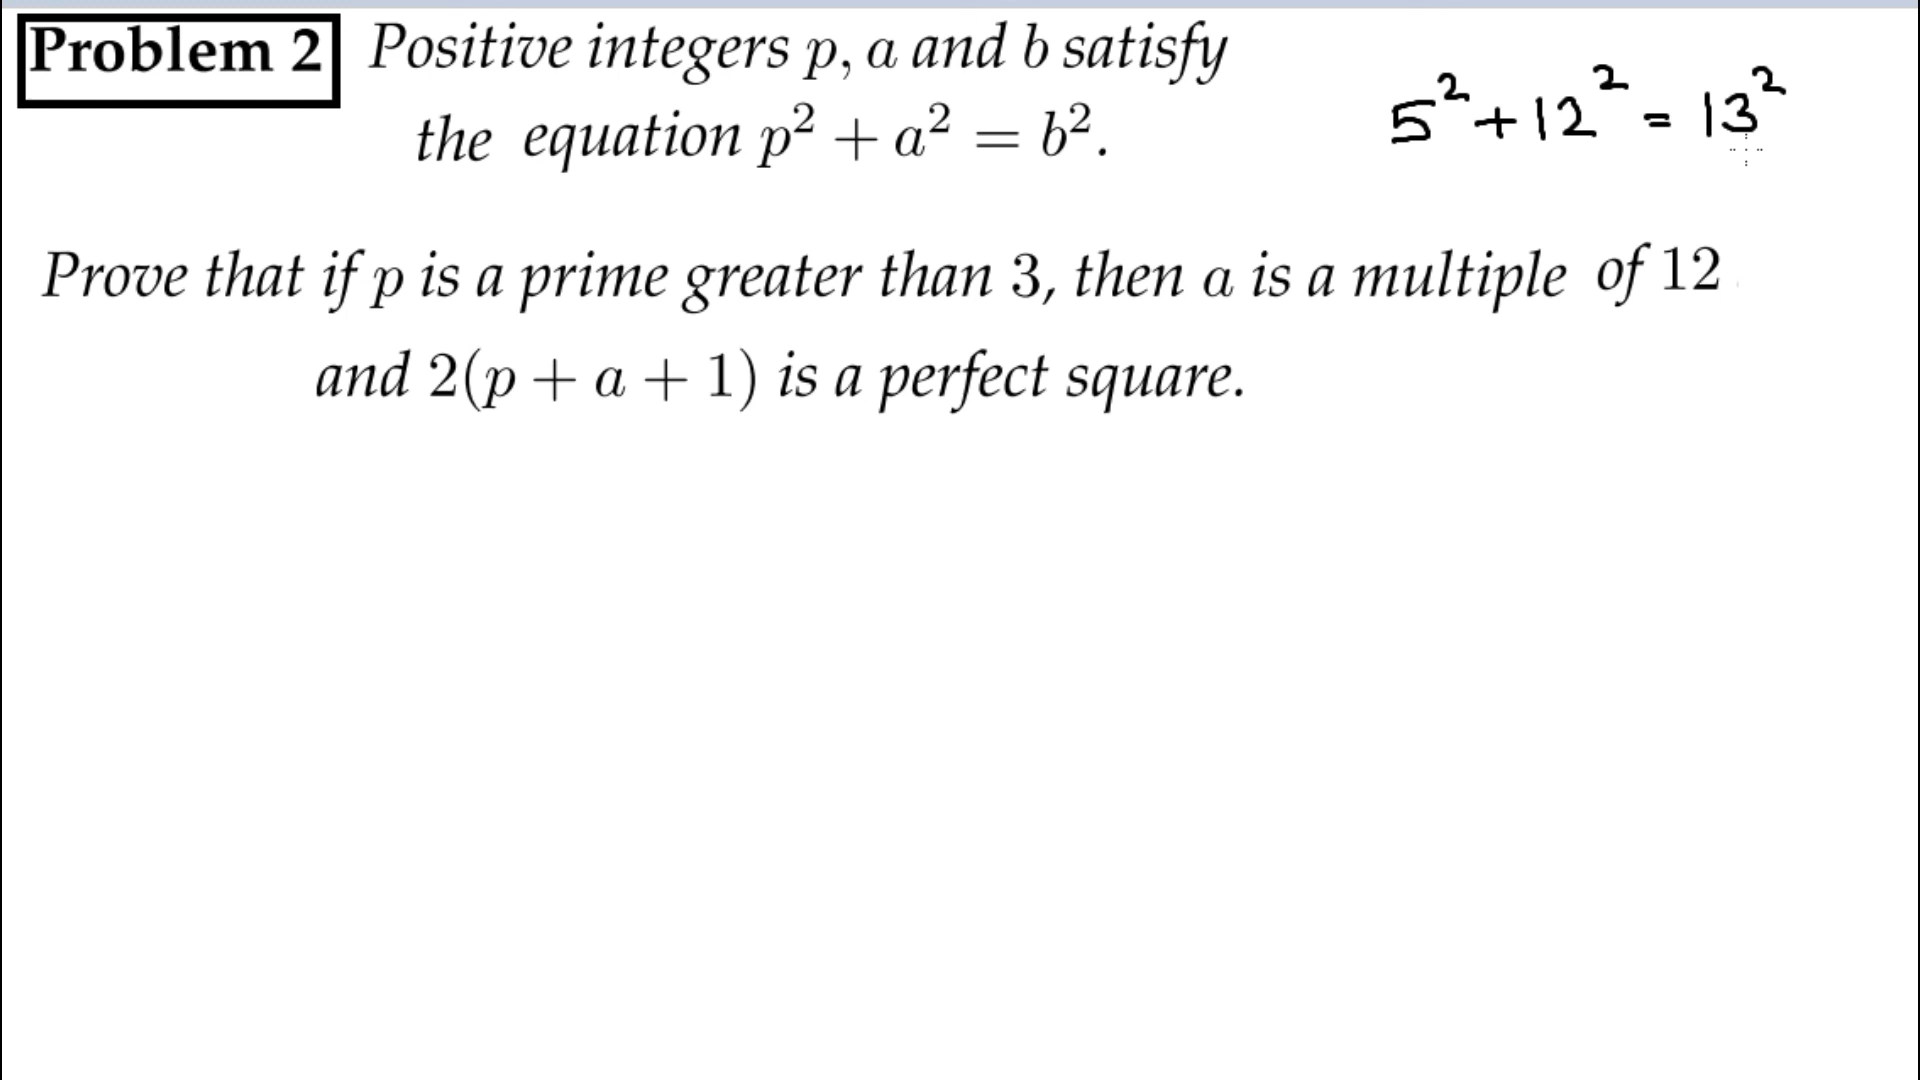 Problem 2 Positive integers p, a and b satisfy
the equation p² + a² = b².
5² + 12² = 13²
Prove that if p is a prime greater than 3, then a is a multiple of 12
and 2(p + a + 1) is a perfect square.